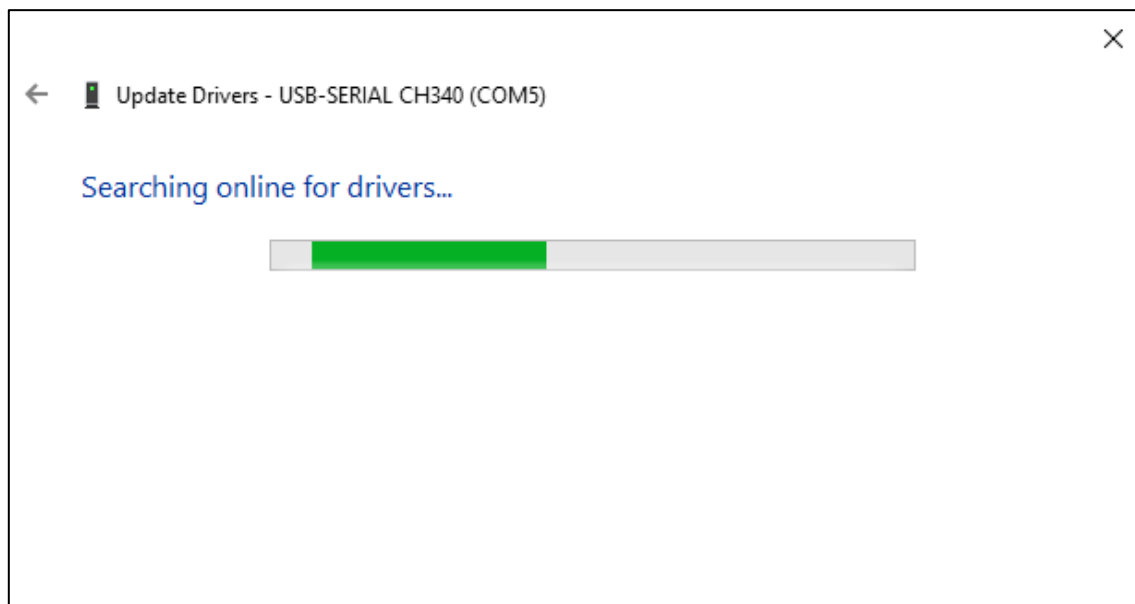 Update Drivers - USB-SERIAL CH340 (COM5)
Searching online for drivers...